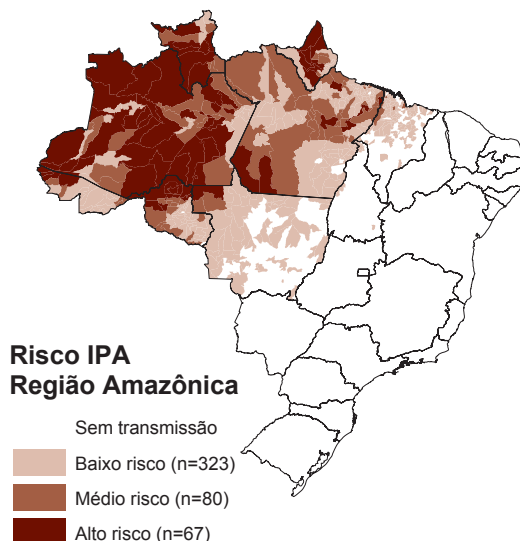 Risco IPA
Região Amazônica
Sem transmissão
Baixo risco (n=323)
Médio risco (n=80)
Alto risco (n=67)